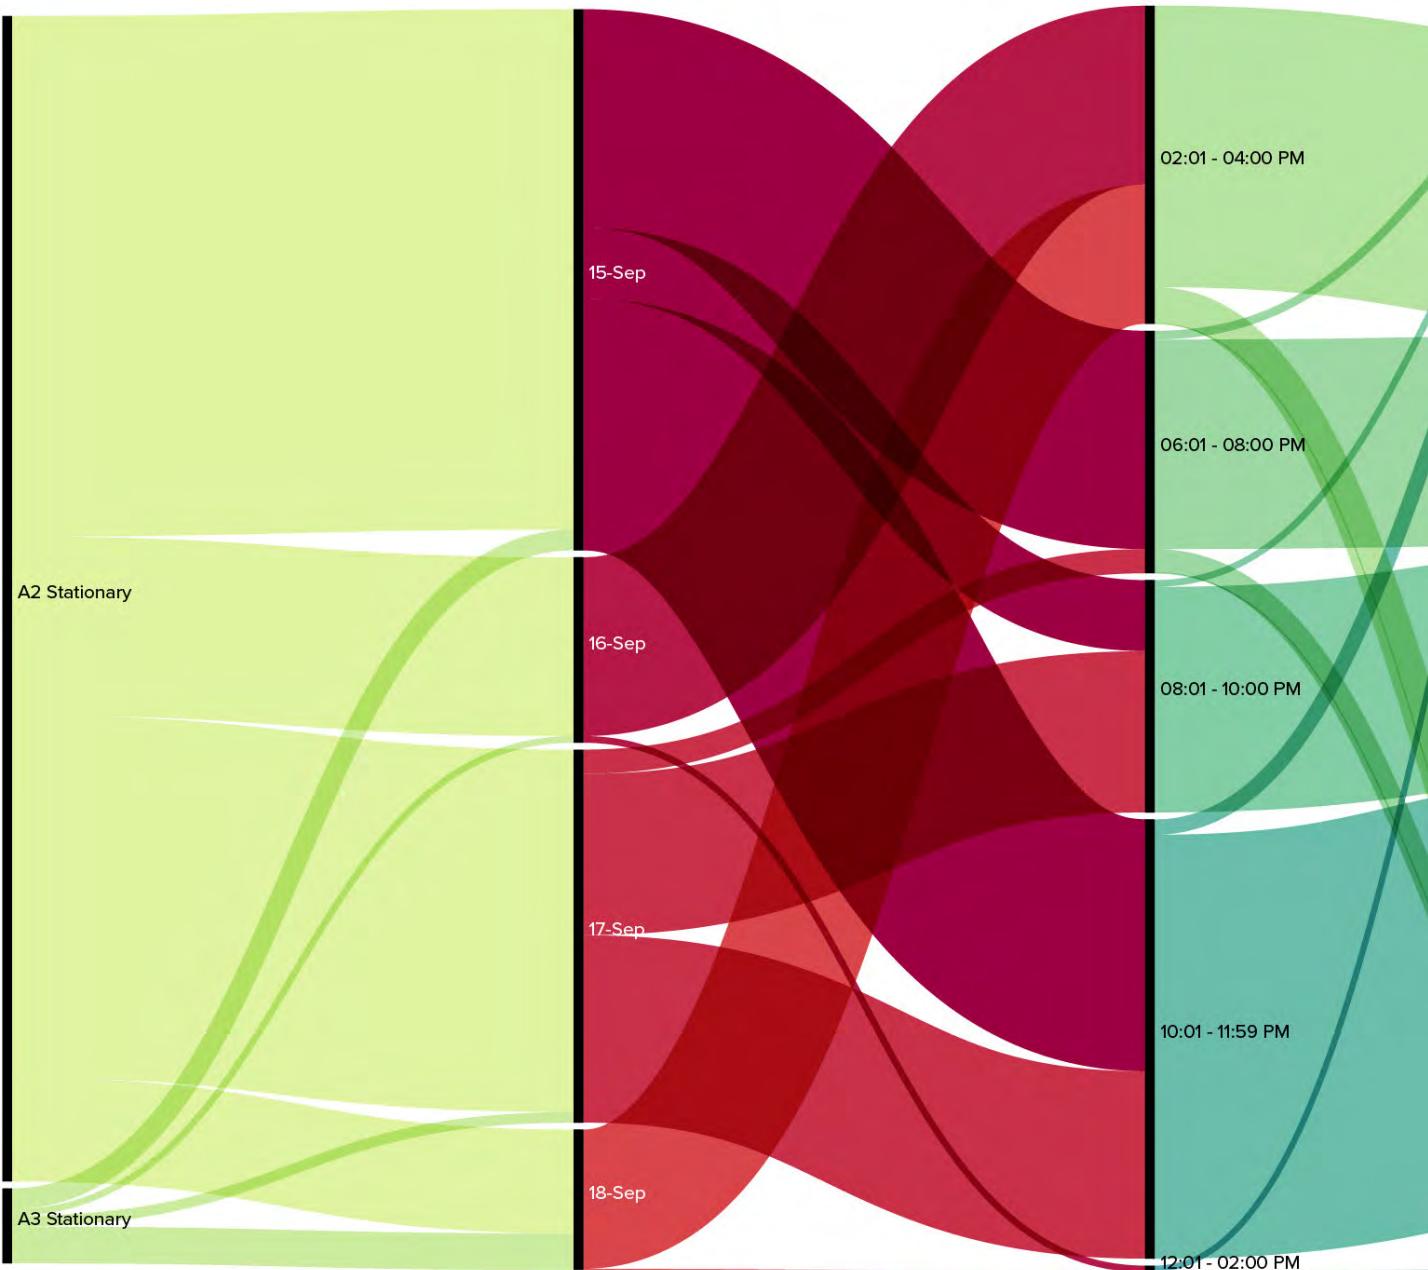 A2 Stationary
A3 Stationary
15-Sep
16-Sep
17-Sep
18-Sep
02:01 - 04:00 PM
06:01 - 08:00 PM
08:01 - 10:00 PM
10:01 - 11:59 PM
12:01 - 02:00 PM